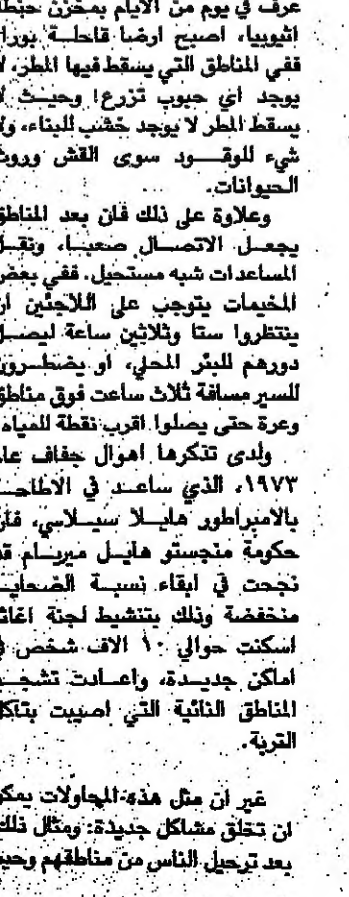 عرف في يوم من الايام بمخزن حنطة
اثيوبيا، اصبح ارضا قاحلة بورا
ففي المناطق التي يسقط فيها المطر، لا
يوجد اي حبوب تزرع! وحيث لا
يسقط المطر لا يوجد خشب للبناء، ولا
شيء للوقود سوى القش وروث
الحيوانات.
وعلاوة على ذلك فان بعد المناطق
يجعل الاتصال صعبا، ونقل
المساعدات شبه مستحيل. ففي بعض
المخيمات يتوجب على اللاجئين ان
ينتظروا ستا وثلاثين ساعة ليصل
دورهم للبئر المحلي، او يضطرون
للسير مسافة ثلاث ساعت فوق مناطق
وعرة حتى يصلوا اقرب نقطة للمياه
ولدى تذكرها اهوال جفاف عام
١٩٧٣، الذي ساعد في الاطاحة
بالامبراطور هايلا سيلاسي، فان
حكومة منجستو هايل ميريام قد
نجحت في ابقاء نسبة الضحايا
منخفضة وذلك بتنشيط لجنة اغاثة
اسكنت حوالي ١٠ الاف شخص في
اماكن جديدة، واعادت تشجير
المناطق النائية التي اصيبت بتاكل
التربة.
غير ان مثل هذه المحاولات يمكن
ان تخلق مشاكل جديدة: ومثال ذلك
بعد ترحيل الناس من مناطقهم وحيث